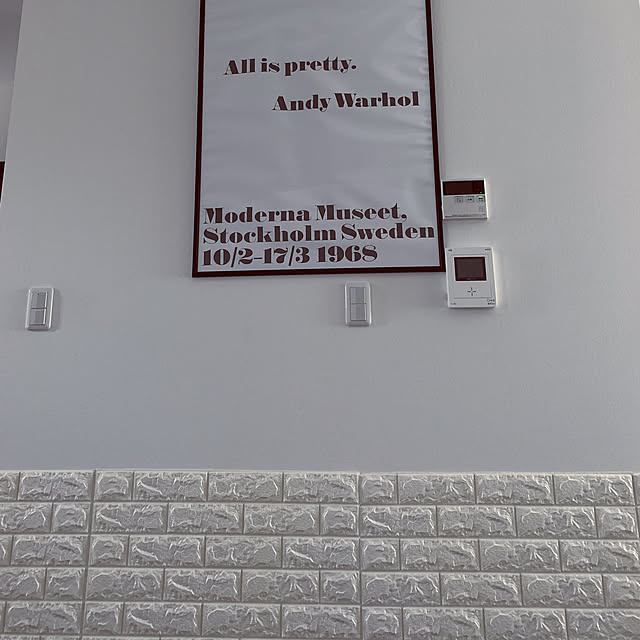 All is pretty.
Andy Warhol
Moderna Museet,
Stockholm Sweden
10/2-17/3 1968